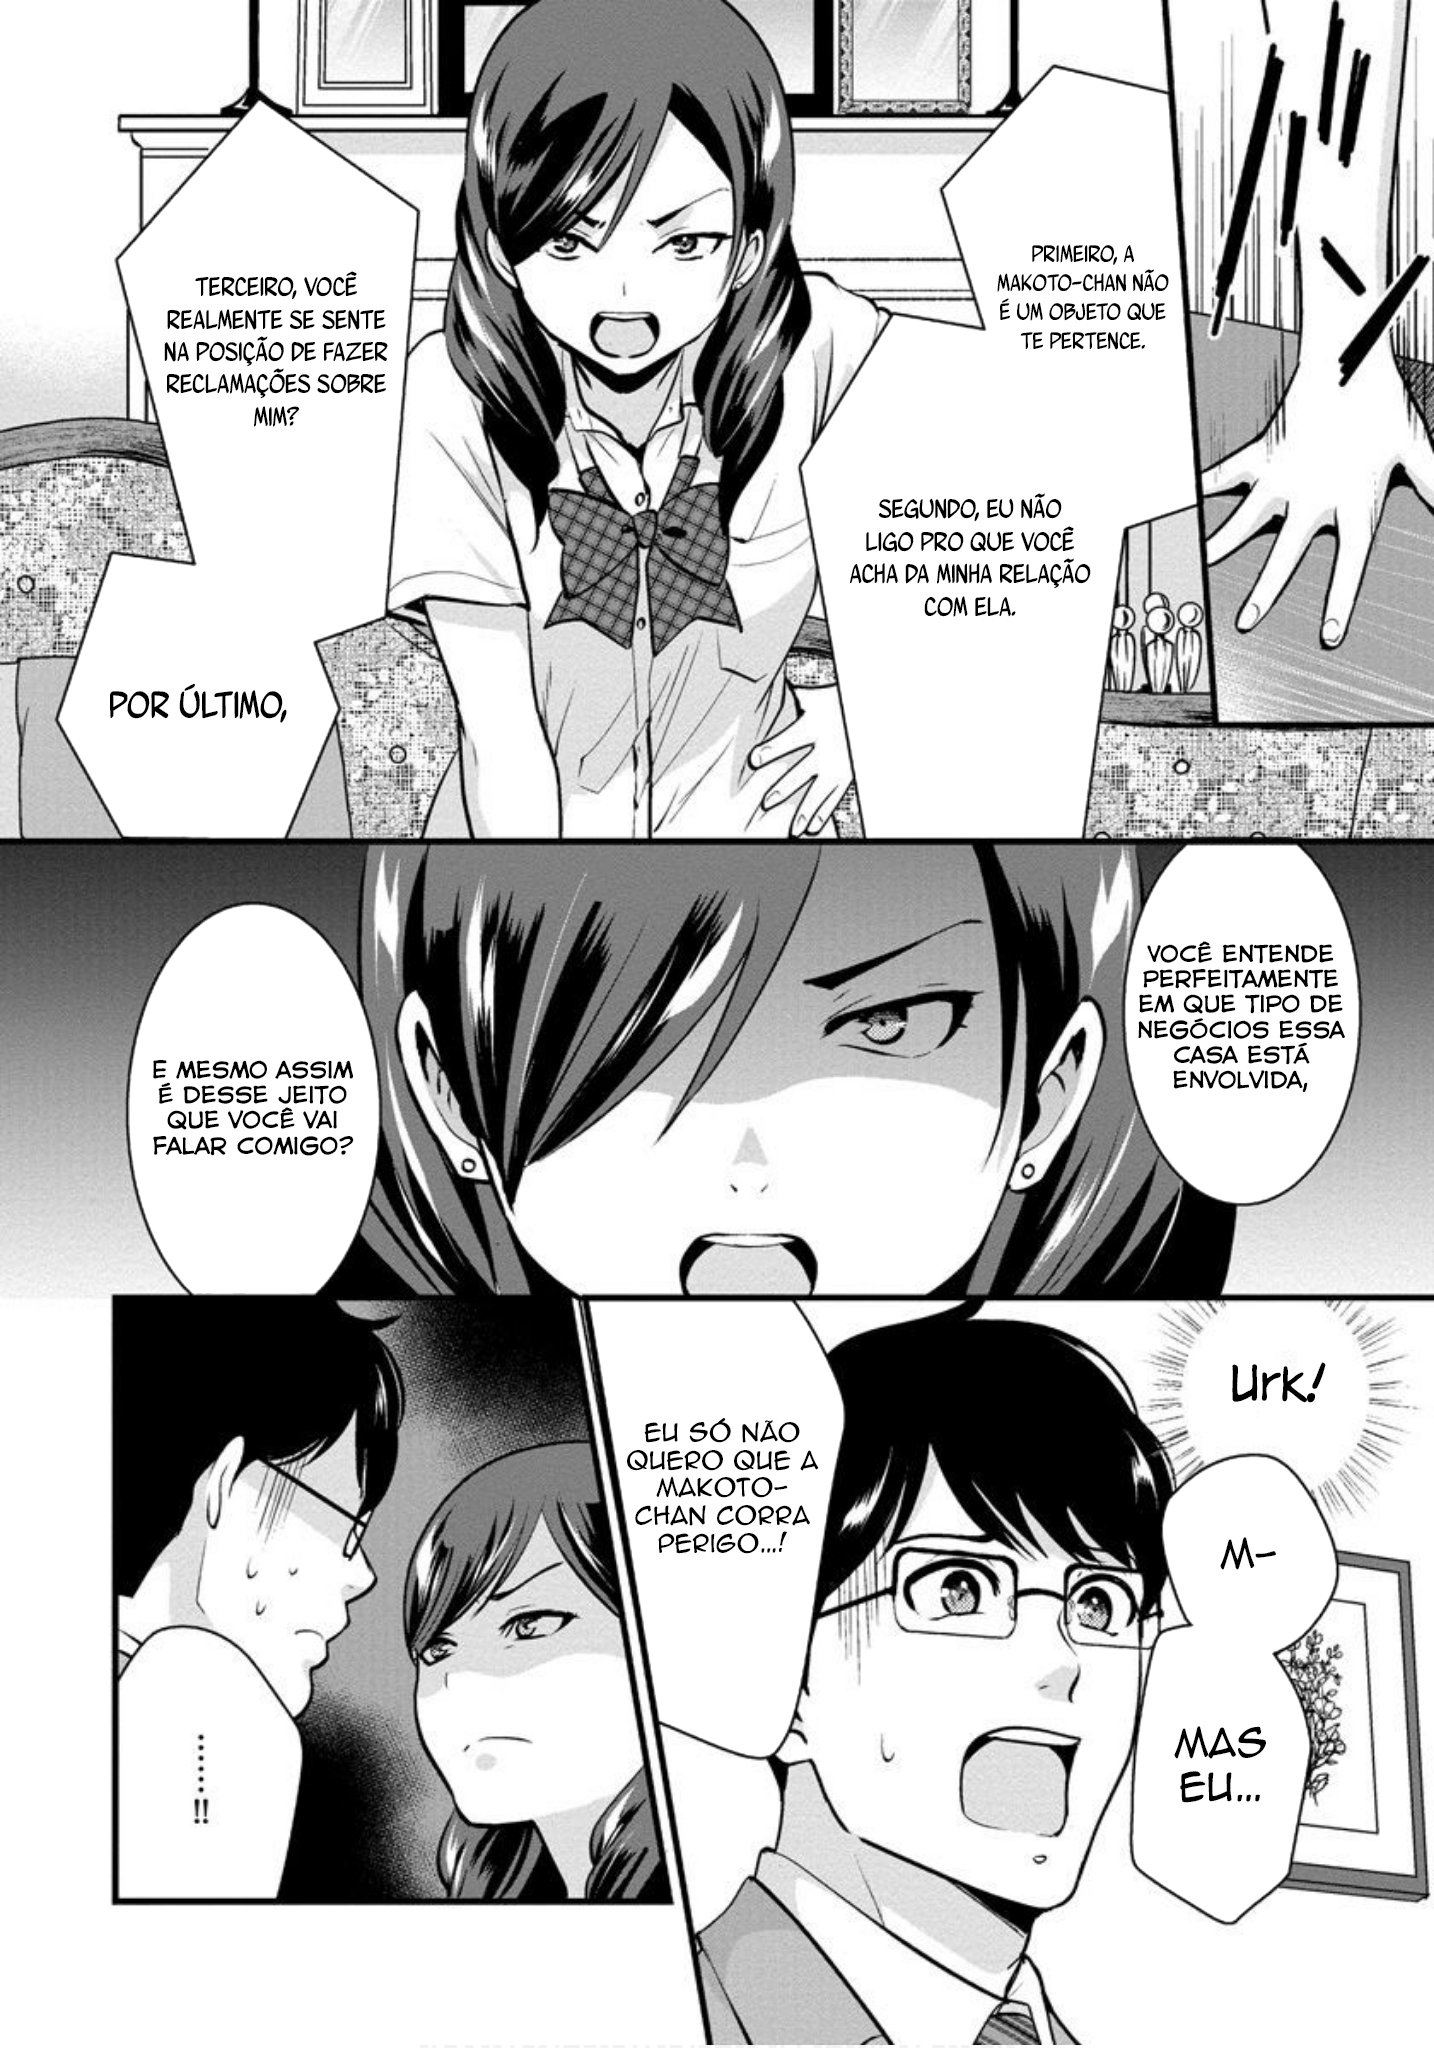 PRIMEIRO, A
MAKOTO-CHAN NÃO
É UM OBJETO QUE
TE PERTENCE.
SEGUNDO, EU NÃO
LIGO PRO QUE VOCÊ
ACHA DA MINHA RELAÇÃO
COM ELA.
TERCEIRO, VOCÊ
REALMENTE SE SENTE
NA POSIÇÃO DE FAZER
RECLAMAÇÕES SOBRE
MIM?
POR ÚLTIMO,
VOCÊ ENTENDE
PERFEITAMENTE
EM QUE TIPO DE
NEGÓCIOS ESSA
CASA ESTÁ
ENVOLVIDA,
E MESMO ASSIM
É DESSE JEITO
QUE VOCÊ VAI
FALAR COMIGO?
Urk!
M-
MAS
EU...
EU SÓ NÃO
QUERO QUE A
MAKOTO-
CHAN CORRA
PERIGO...!
......!!